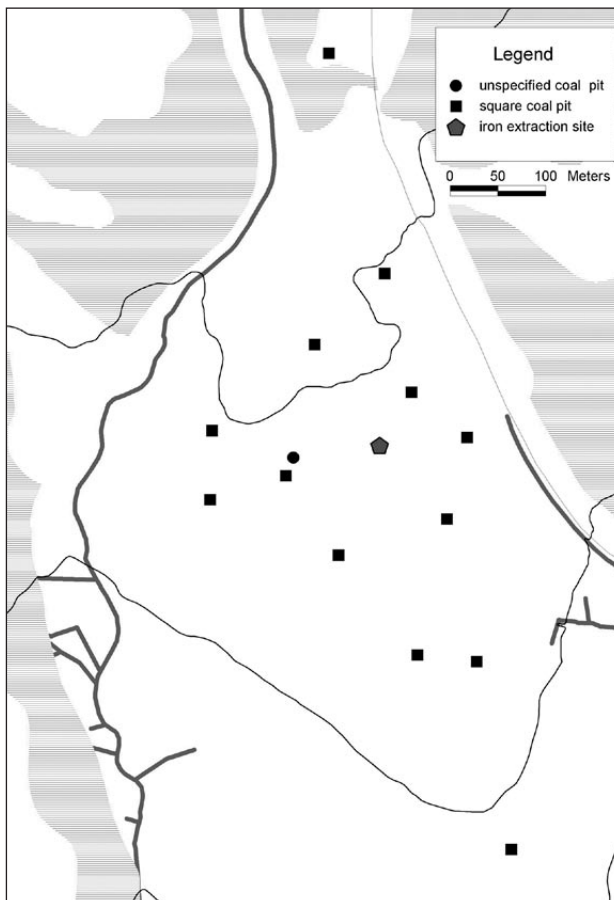 Legend
unspecified coal pit
square coal pit
iron extraction site
0 50 100 Meters